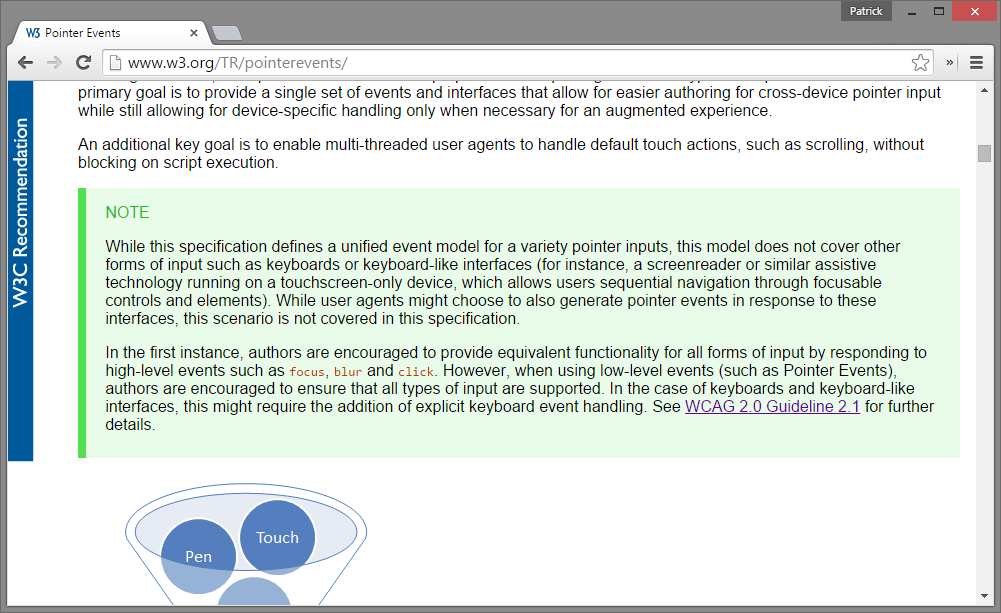 Patrick
W3 Pointer Events
www.w3.org/TR/pointerevents/
primary goal is to provide a single set of events and interfaces that allow for easier authoring for cross-device pointer input
while still allowing for device-specific handling only when necessary for an augmented experience.
An additional key goal is to enable multi-threaded user agents to handle default touch actions, such as scrolling, without
blocking on script execution.
W3C Recommendation
NOTE
While this specification defines a unified event model for a variety pointer inputs, this model does not cover other
forms of input such as keyboards or keyboard-like interfaces (for instance, a screenreader or similar assistive
technology running on a touchscreen-only device, which allows users sequential navigation through focusable
controls and elements). While user agents might choose to also generate pointer events in response to these
interfaces, this scenario is not covered in this specification.
In the first instance, authors are encouraged to provide equivalent functionality for all forms of input by responding to
high-level events such as focus, blur and click. However, when using low-level events (such as Pointer Events),
authors are encouraged to ensure that all types of input are supported. In the case of keyboards and keyboard-like
interfaces, this might require the addition of explicit keyboard event handling. See WCAG 2.0 Guideline 2.1 for further
details.
Touch
Pen